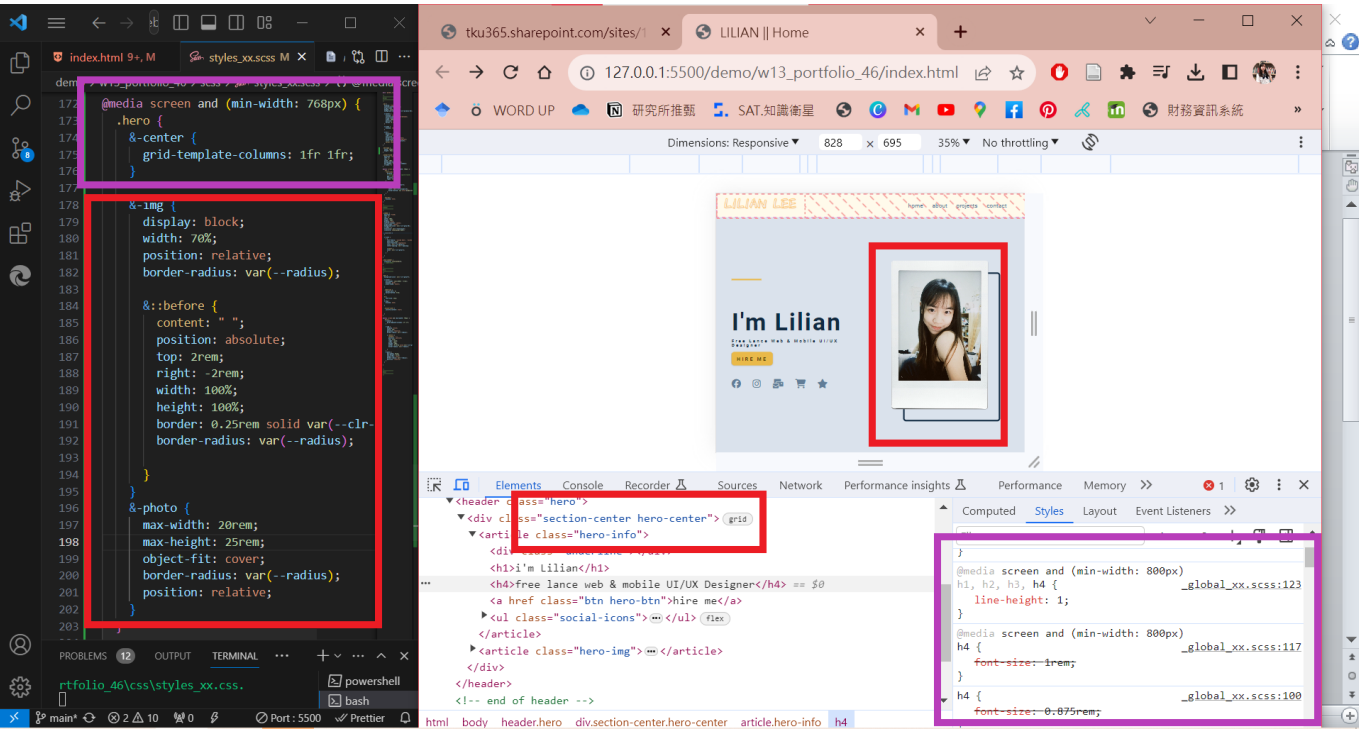 index.html 9+, M
styles_xx.scss M
172 @media screen and (min-width: 768px) {
173 .hero {
174 &-center {
175 grid-template-columns: 1fr 1fr;
176 }
177
178 &-img {
179 display: block;
180 width: 70%;
181 position: relative;
182 border-radius: var(--radius);
183
184 &::before {
185 content: " ";
186 position: absolute;
187 top: 2rem;
188 right: -2rem;
189 width: 100%;
190 height: 100%;
191 border: 0.25rem solid var(--clr-
192 border-radius: var(--radius);
193
194 }
195 }
196 &-photo {
197 max-width: 20rem;
198 max-height: 25rem;
199 object-fit: cover;
200 border-radius: var(--radius);
201 position: relative;
202 }
203 }
PROBLEMS 12 OUTPUT TERMINAL
rtfolio_46\css\styles_xx.css.
powershell
bash
8
main* 2 10 0 Port : 5500 Prettier
tku365.sharepoint.com/sites/1
LILIAN || Home
127.0.0.1:5500/demo/w13_portfolio_46/index.html
WORD UP 研究所推甄 SAT.知識衛星 財務資訊系統
Dimensions: Responsive 828 x 695 35% No throttling
LILIAN LEE
home about projects contact
I'm Lilian
Free Lance Web & Mobile UI/UX
Designer
HIRE ME
Elements Console Recorder Sources Network Performance insights Performance Memory 1
<header class="hero">
<div class="section-center hero-center"> grid
<article class="hero-info">
<h1>i'm Lilian</h1>
<h4>free lance web & mobile UI/UX Designer</h4> == $0
<a href class="btn hero-btn">hire me</a>
<ul class="social-icons">…</ul> flex
</article>
<article class="hero-img">…</article>
</div>
</header>
<!-- end of header -->
html body header.hero div.section-center.hero-center article.hero-info h4
Computed Styles Layout Event Listeners
}
@media screen and (min-width: 800px)
h1, h2, h3, h4 { _global_xx.scss:123
line-height: 1;
}
@media screen and (min-width: 800px)
h4 { _global_xx.scss:117
font-size: 1rem;
}
h4 { _global_xx.scss:100
font-size: 0.875rem;